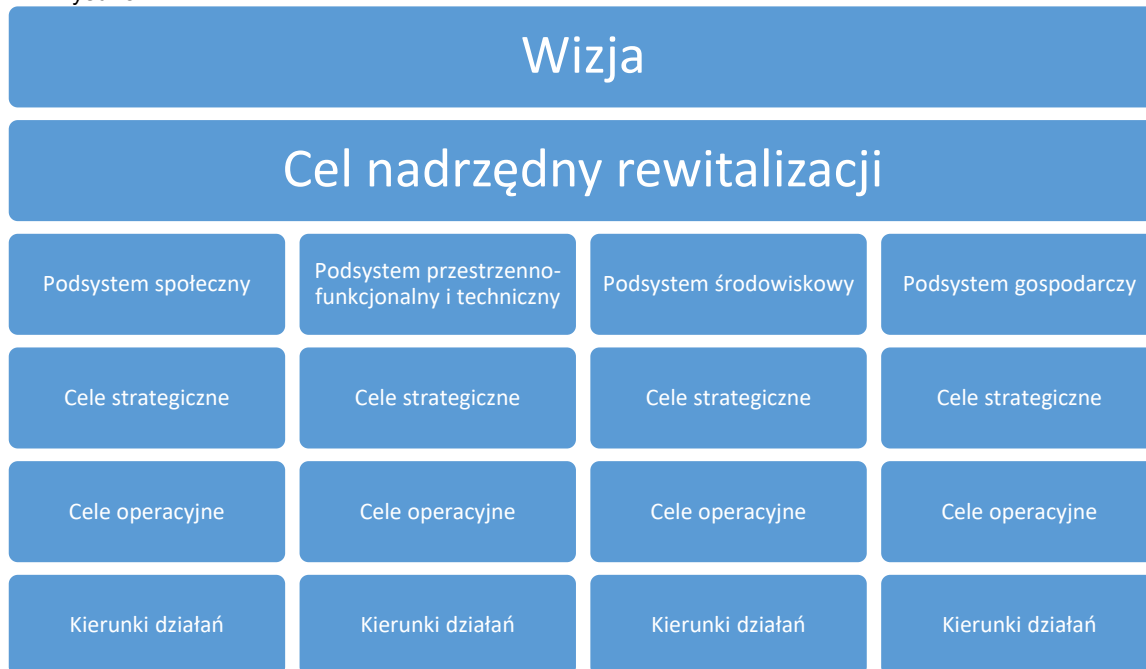 Wizja
Cel nadrzędny rewitalizacji
Podsystem społeczny
Podsystem przestrzenno-
funkcjonalny i techniczny
Podsystem środowiskowy
Podsystem gospodarczy
Cele strategiczne
Cele strategiczne
Cele strategiczne
Cele strategiczne
Cele operacyjne
Cele operacyjne
Cele operacyjne
Cele operacyjne
Kierunki działań
Kierunki działań
Kierunki działań
Kierunki działań